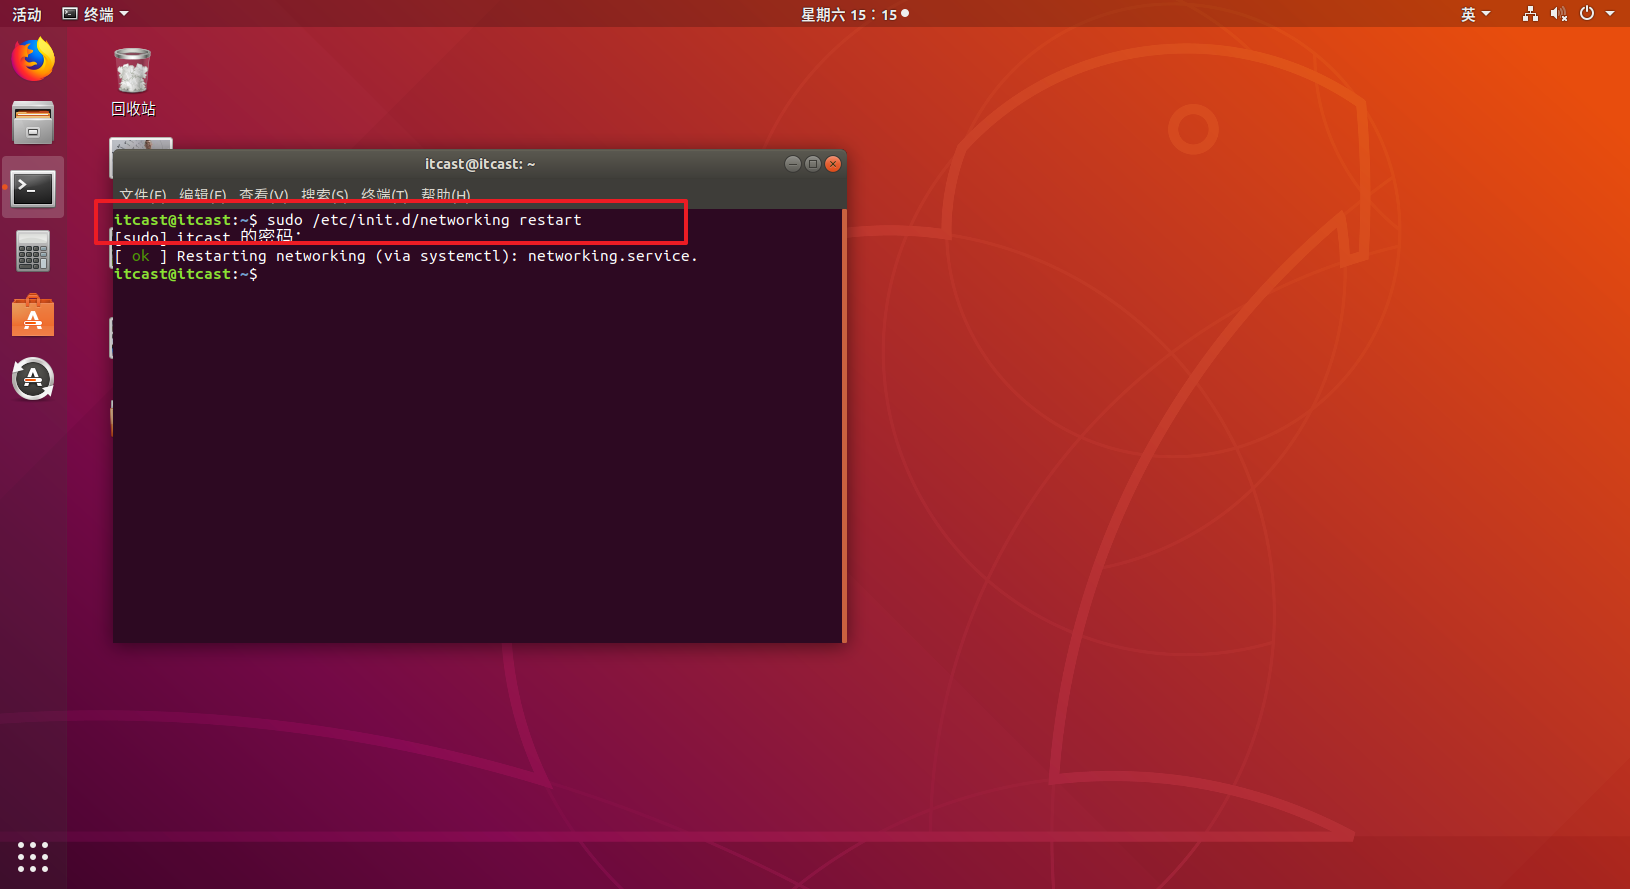 活动 终端 星期六 15：15 英
回收站
itcast@itcast: ~
文件(F) 编辑(E) 查看(V) 搜索(S) 终端(T) 帮助(H)
itcast@itcast:~$ sudo /etc/init.d/networking restart
[sudo] itcast 的密码：
[ ok ] Restarting networking (via systemctl): networking.service.
itcast@itcast:~$